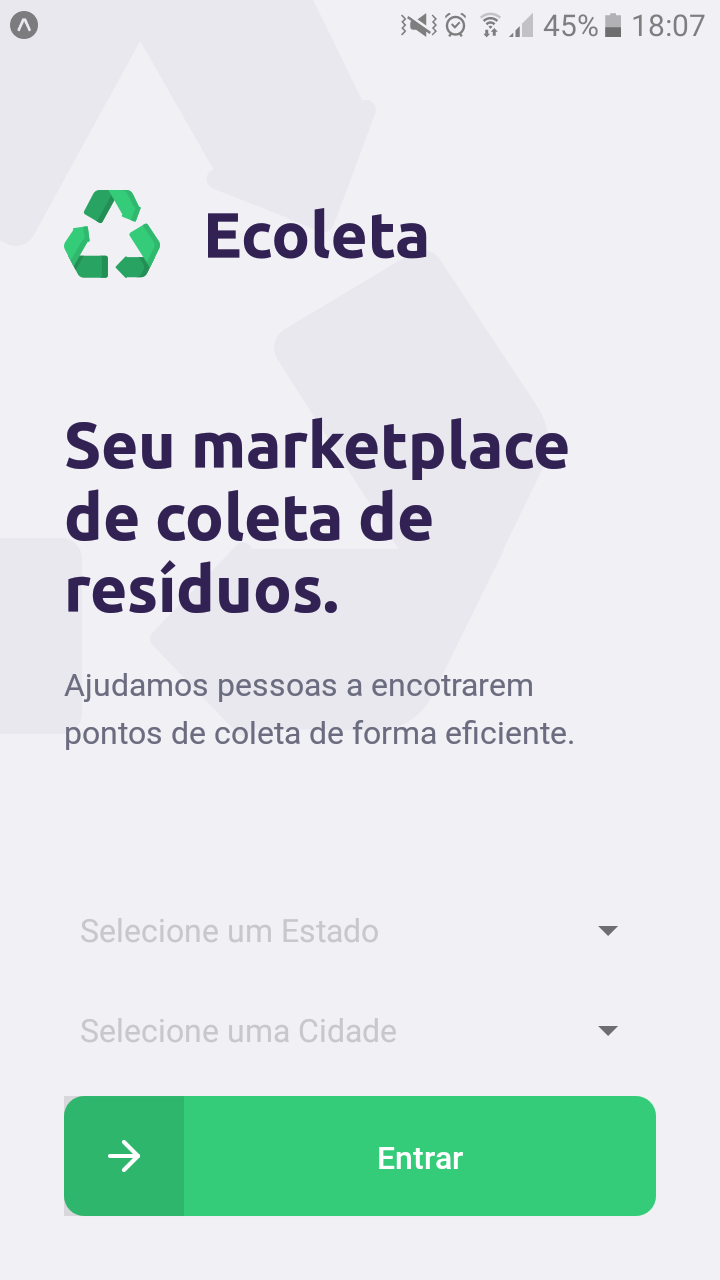 45% 18:07
Ecoleta
Seu marketplace
de coleta de
resíduos.
Ajudamos pessoas a encotrarem
pontos de coleta de forma eficiente.
Selecione um Estado
Selecione uma Cidade
Entrar